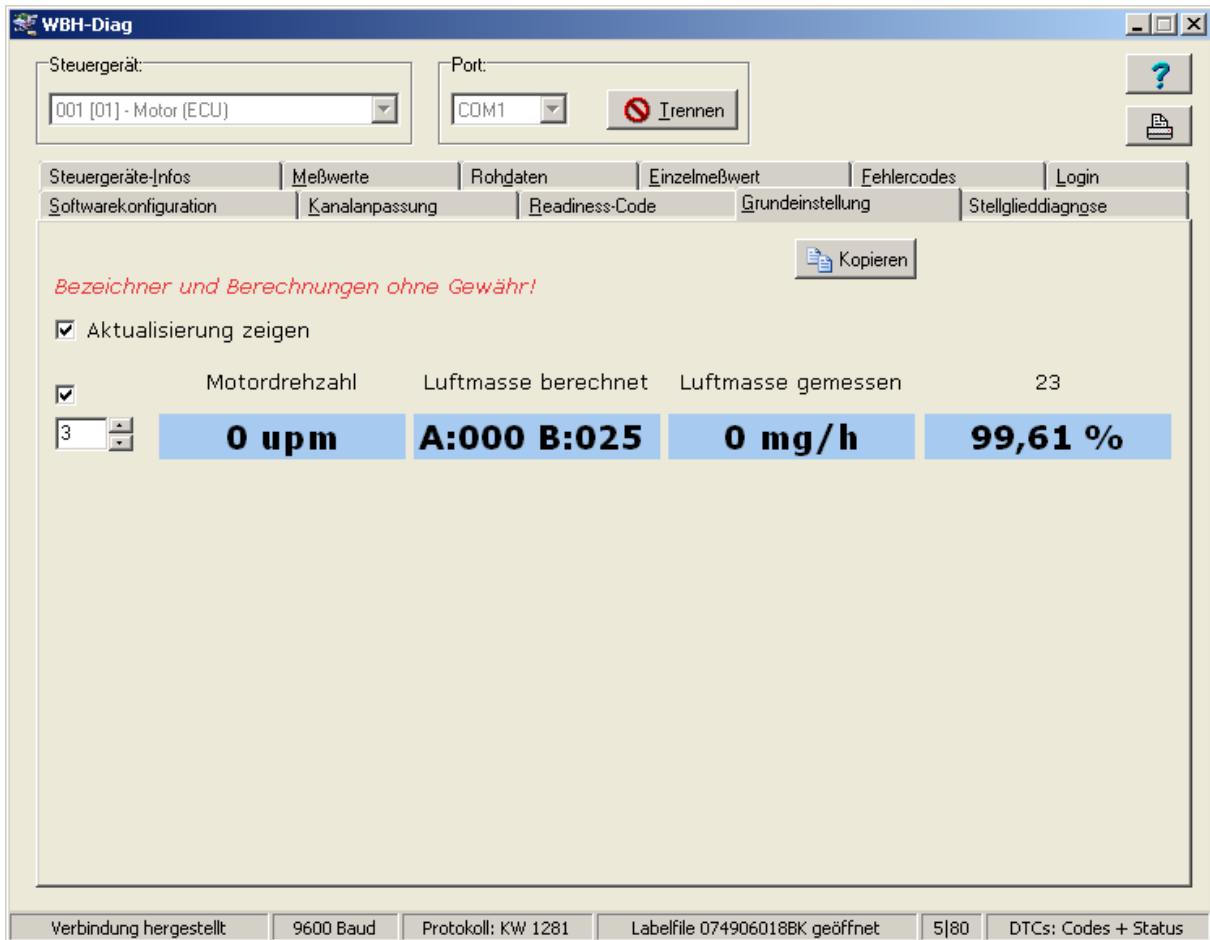 WBH-Diag
Steuergerät:
Port:
001 [01] - Motor (ECU)
COM1
Trennen
Steuergeräte-Infos
Meßwerte
Rohdaten
Einzelmeßwert
Fehlercodes
Login
Softwarekonfiguration
Kanalanpassung
Readiness-Code
Grundeinstellung
Stellglieddiagnose
Kopieren
Bezeichner und Berechnungen ohne Gewähr!
Aktualisierung zeigen
Motordrehzahl
Luftmasse berechnet
Luftmasse gemessen
23
3
0 upm
A:000 B:025
0 mg/h
99,61 %
Verbindung hergestellt
9600 Baud
Protokoll: KW 1281
Labelfile 074906018BK geöffnet
5|80
DTCs: Codes + Status